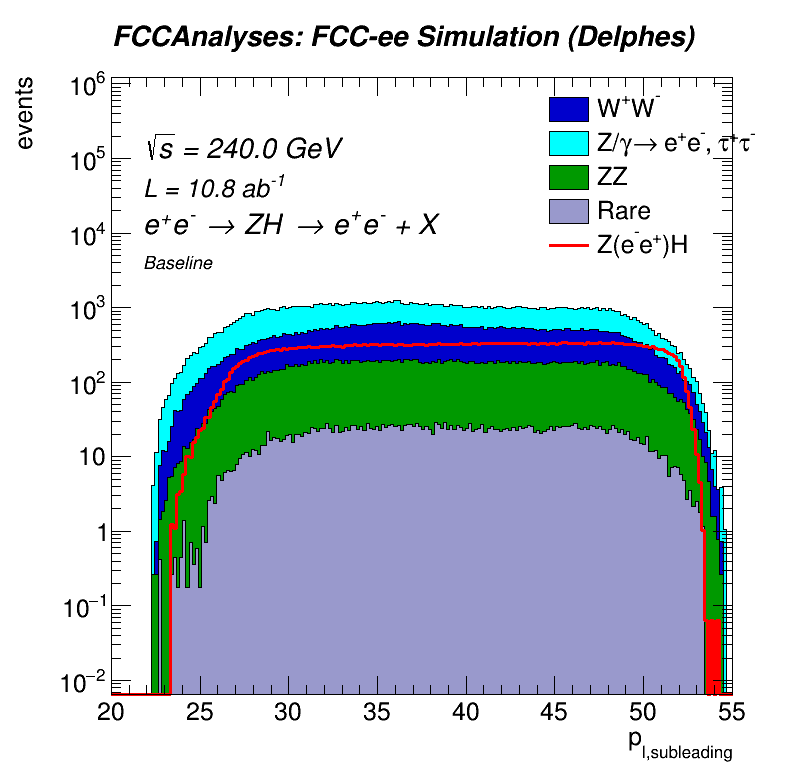 FCCAnalyses: FCC-ee Simulation (Delphes)
events
10⁶
10⁵
10⁴
10³
10²
10
1
10⁻¹
10⁻²
√s = 240.0 GeV
L = 10.8 ab⁻¹
e⁺e⁻ → ZH → e⁺e⁻ + X
Baseline
W⁺W⁻
Z/γ→ e⁺e⁻, τ⁺τ⁻
ZZ
Rare
Z(e⁻e⁺)H
20 25 30 35 40 45 50 55
p_l,subleading